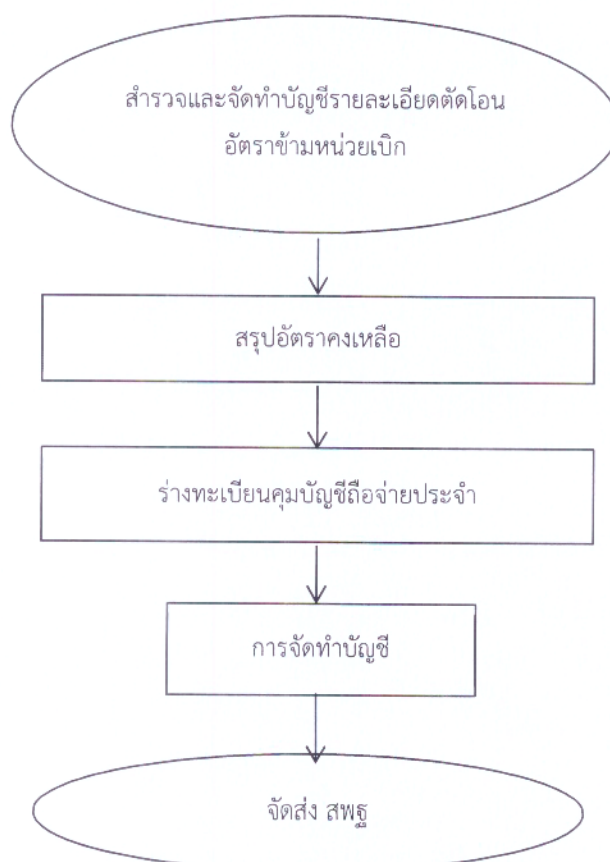 สำรวจและจัดทำบัญชีรายละเอียดตัดโอน
อัตราข้ามหน่วยเบิก
สรุปอัตราคงเหลือ
ร่างทะเบียนคุมบัญชีถือจ่ายประจำ
การจัดทำบัญชี
จัดส่ง สพฐ